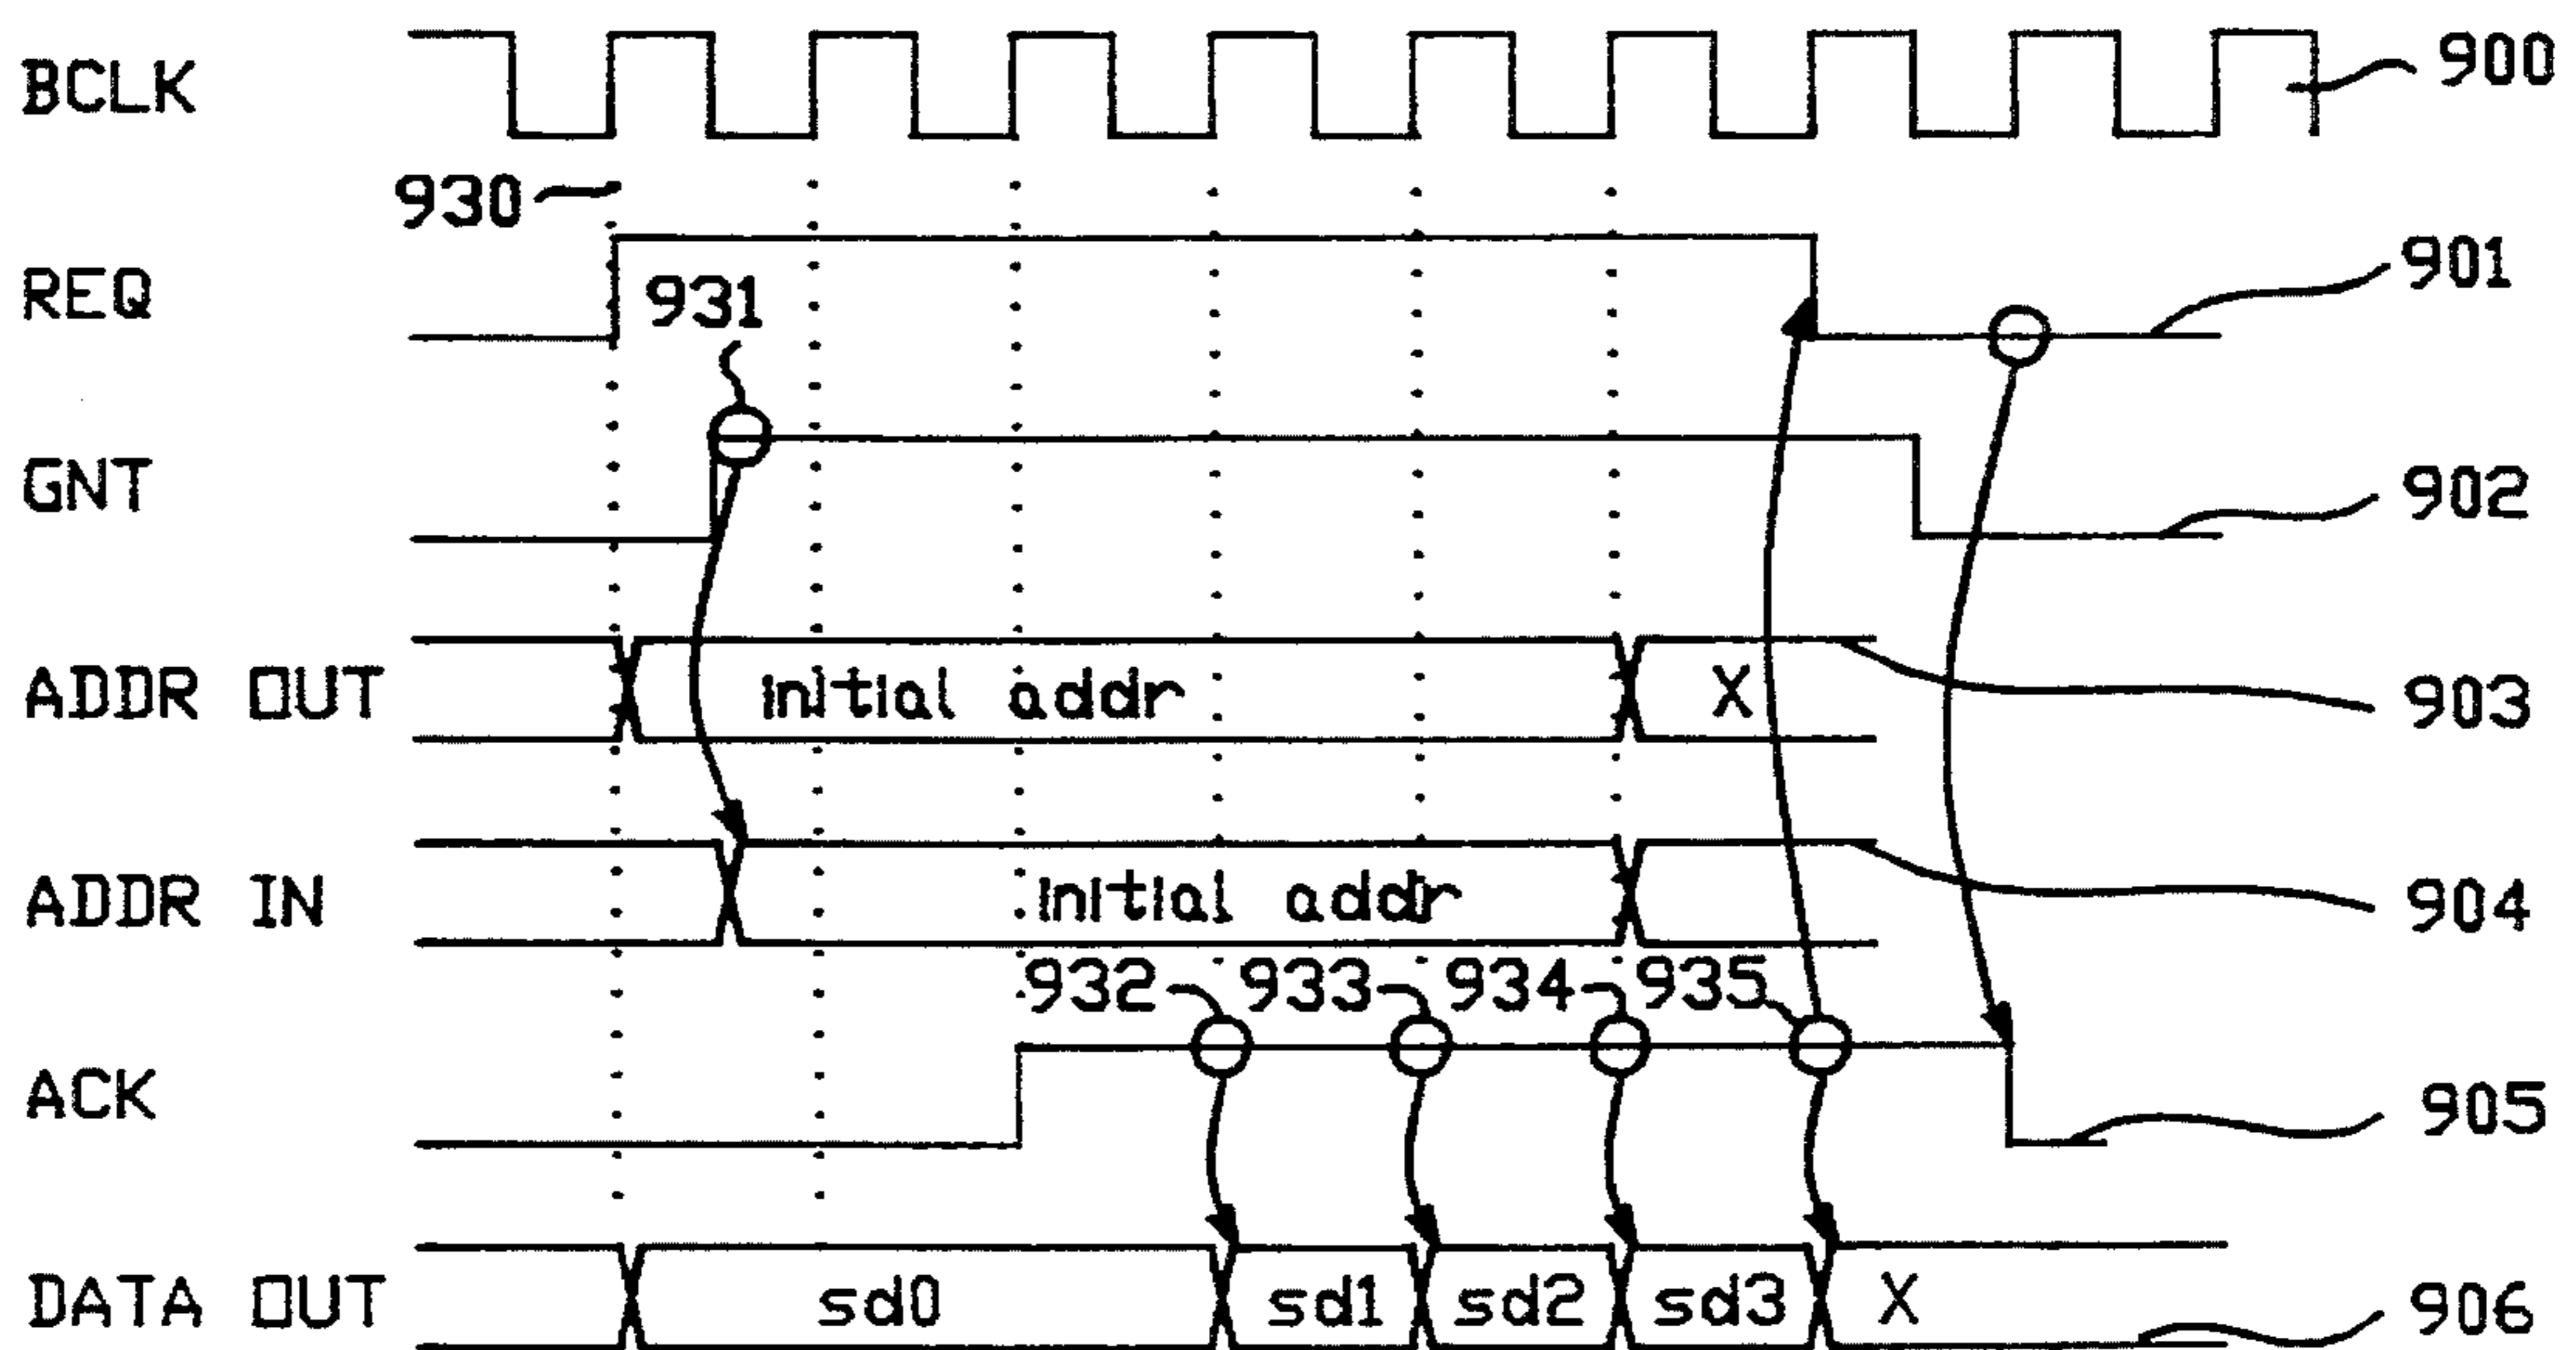 BCLK 900
930
REQ 931 901
GNT 902
ADDR OUT initial addr X 903
ADDR IN initial addr 904
932 933 934 935
ACK 905
DATA OUT sd0 sd1 sd2 sd3 X 906